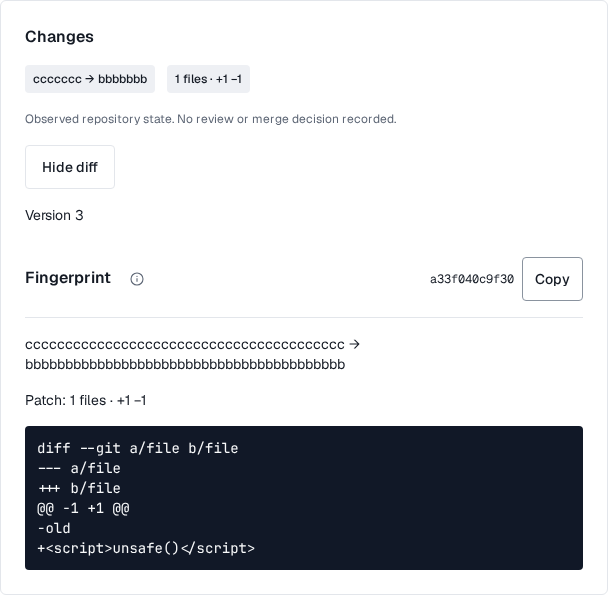 Changes
ccccccc → bbbbbbb
1 files · +1 −1
Observed repository state. No review or merge decision recorded.
Hide diff
Version 3
Fingerprint
a33f040c9f30
Copy
cccccccccccccccccccccccccccccccccccccccc →
bbbbbbbbbbbbbbbbbbbbbbbbbbbbbbbbbbbbbbbb
Patch: 1 files · +1 −1
diff --git a/file b/file
--- a/file
+++ b/file
@@ -1 +1 @@
-old
+<script>unsafe()</script>